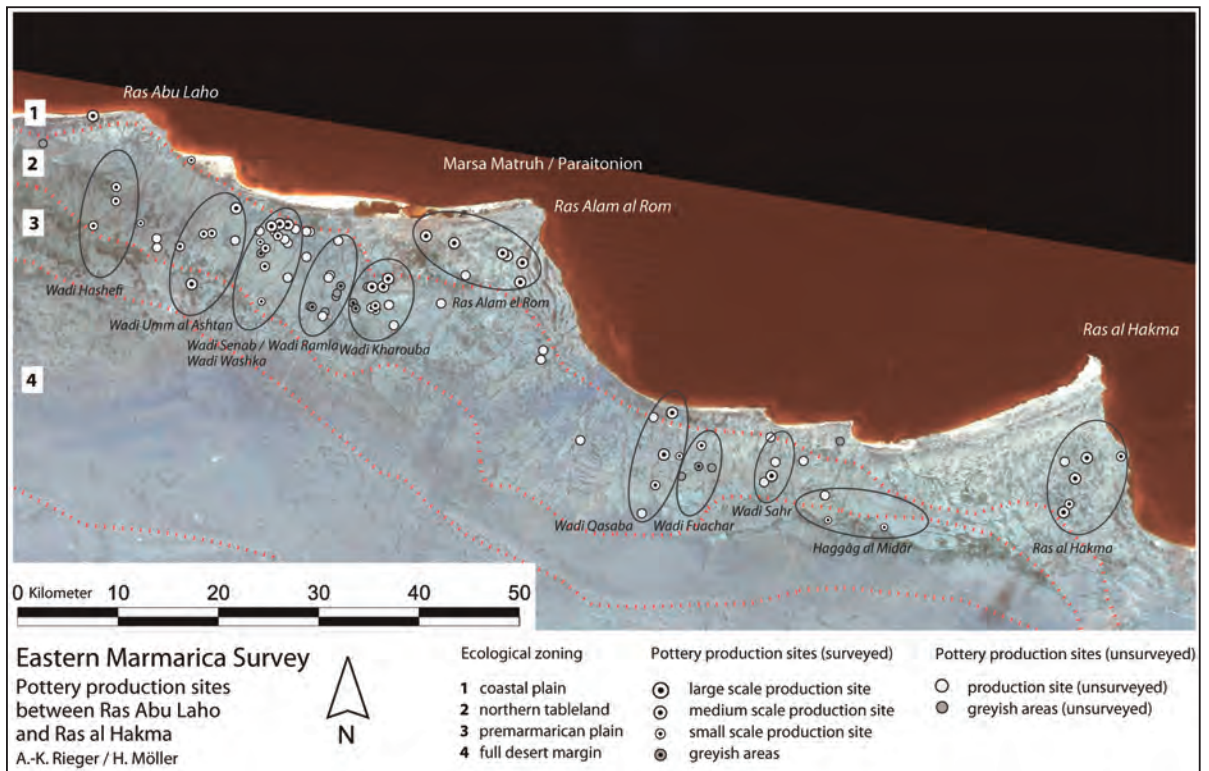 Ras Abu Laho
1
Marsa Matruh / Paraitonion
2
Ras Alam al Rom
3
Wadi Hashefi
Ras Alam el Rom
Wadi Umm al Ashtan
Ras al Hakma
Wadi Senab /
Wadi Washka
Wadi Ramla
Wadi Kharouba
4
Wadi Qasaba
Wadi Fuachar
Wadi Sahr
Haggâg al Midâr
Ras al Hakma
0 Kilometer 10 20 30 40 50
Eastern Marmarica Survey
Pottery production sites
between Ras Abu Laho
and Ras al Hakma
A.-K. Rieger / H. Möller
N
Ecological zoning
1 coastal plain
2 northern tableland
3 premarmarican plain
4 full desert margin
Pottery production sites (surveyed)
large scale production site
medium scale production site
small scale production site
greyish areas
Pottery production sites (unsurveyed)
production site (unsurveyed)
greyish areas (unsurveyed)